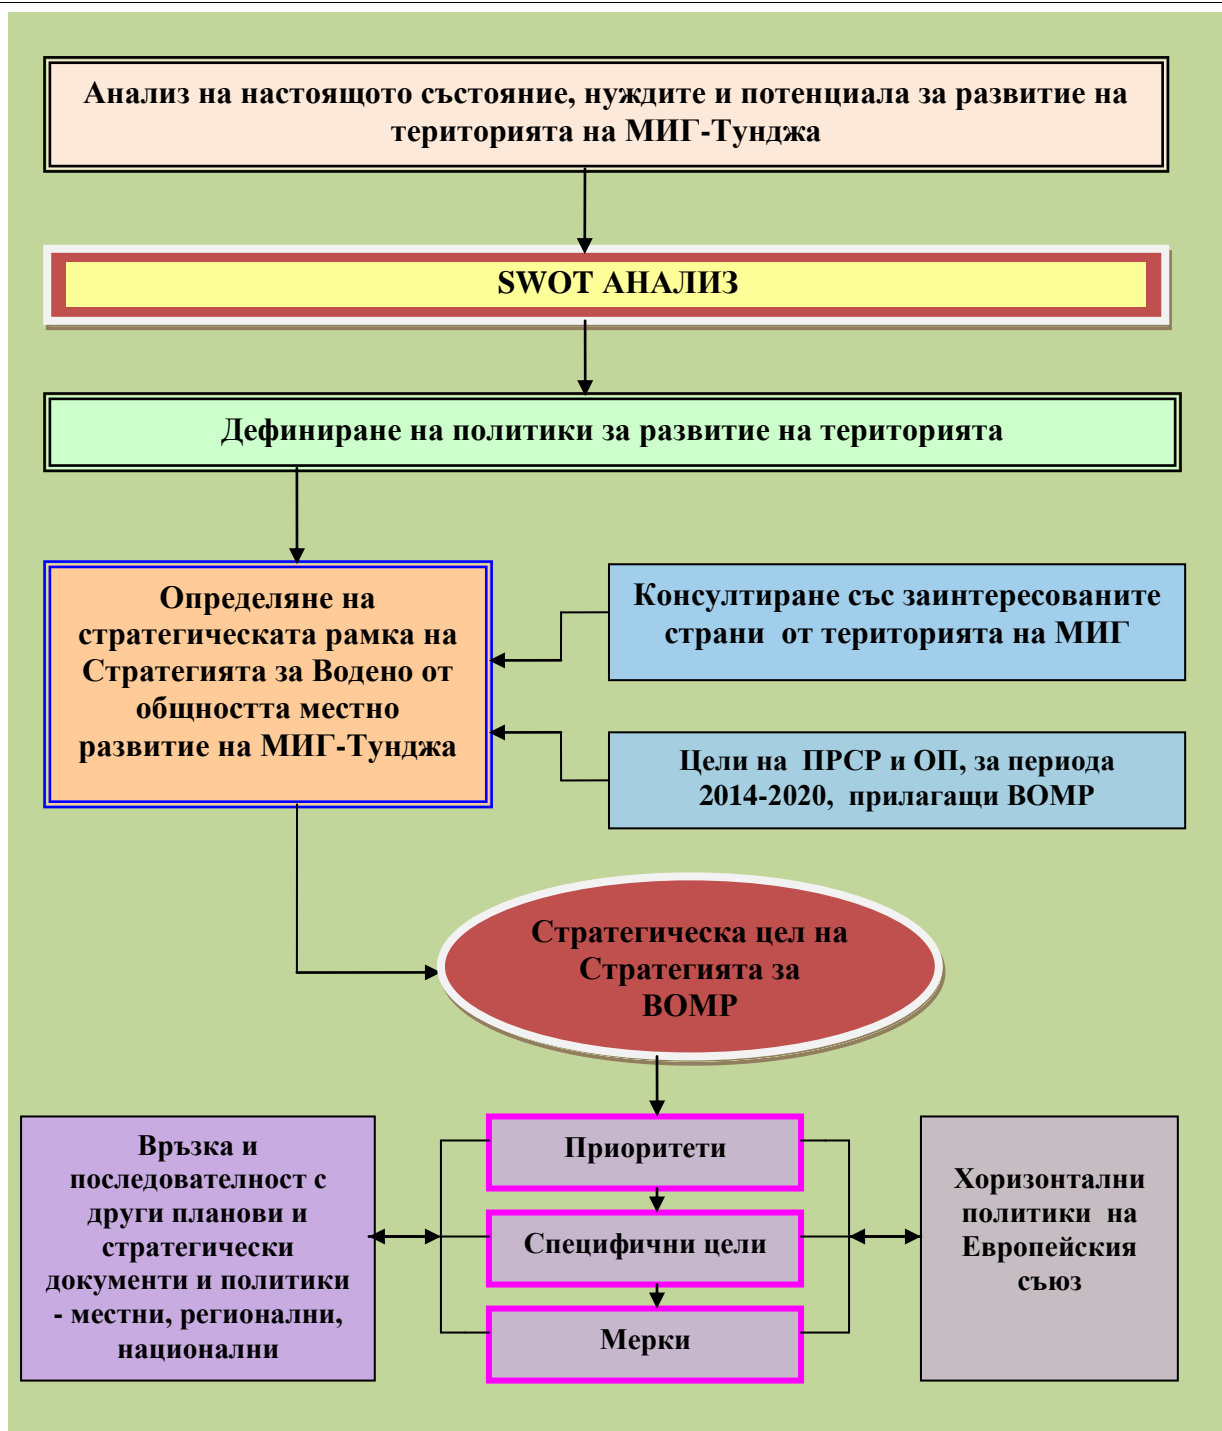 Анализ на настоящото състояние, нуждите и потенциала за развитие на
територията на МИГ-Тунджа
SWOT АНАЛИЗ
Дефиниране на политики за развитие на територията
Определяне на
стратегическата рамка на
Стратегията за Водено от
общността местно
развитие на МИГ-Тунджа
Консултиране със заинтересованите
страни от територията на МИГ
Цели на ПРСР и ОП, за периода
2014-2020, прилагащи ВОМР
Стратегическа цел на
Стратегията за
ВОМР
Връзка и
последователност с
други планови и
стратегически
документи и политики
- местни, регионални,
национални
Приоритети
Специфични цели
Мерки
Хоризонтални
политики на
Европейския
съюз